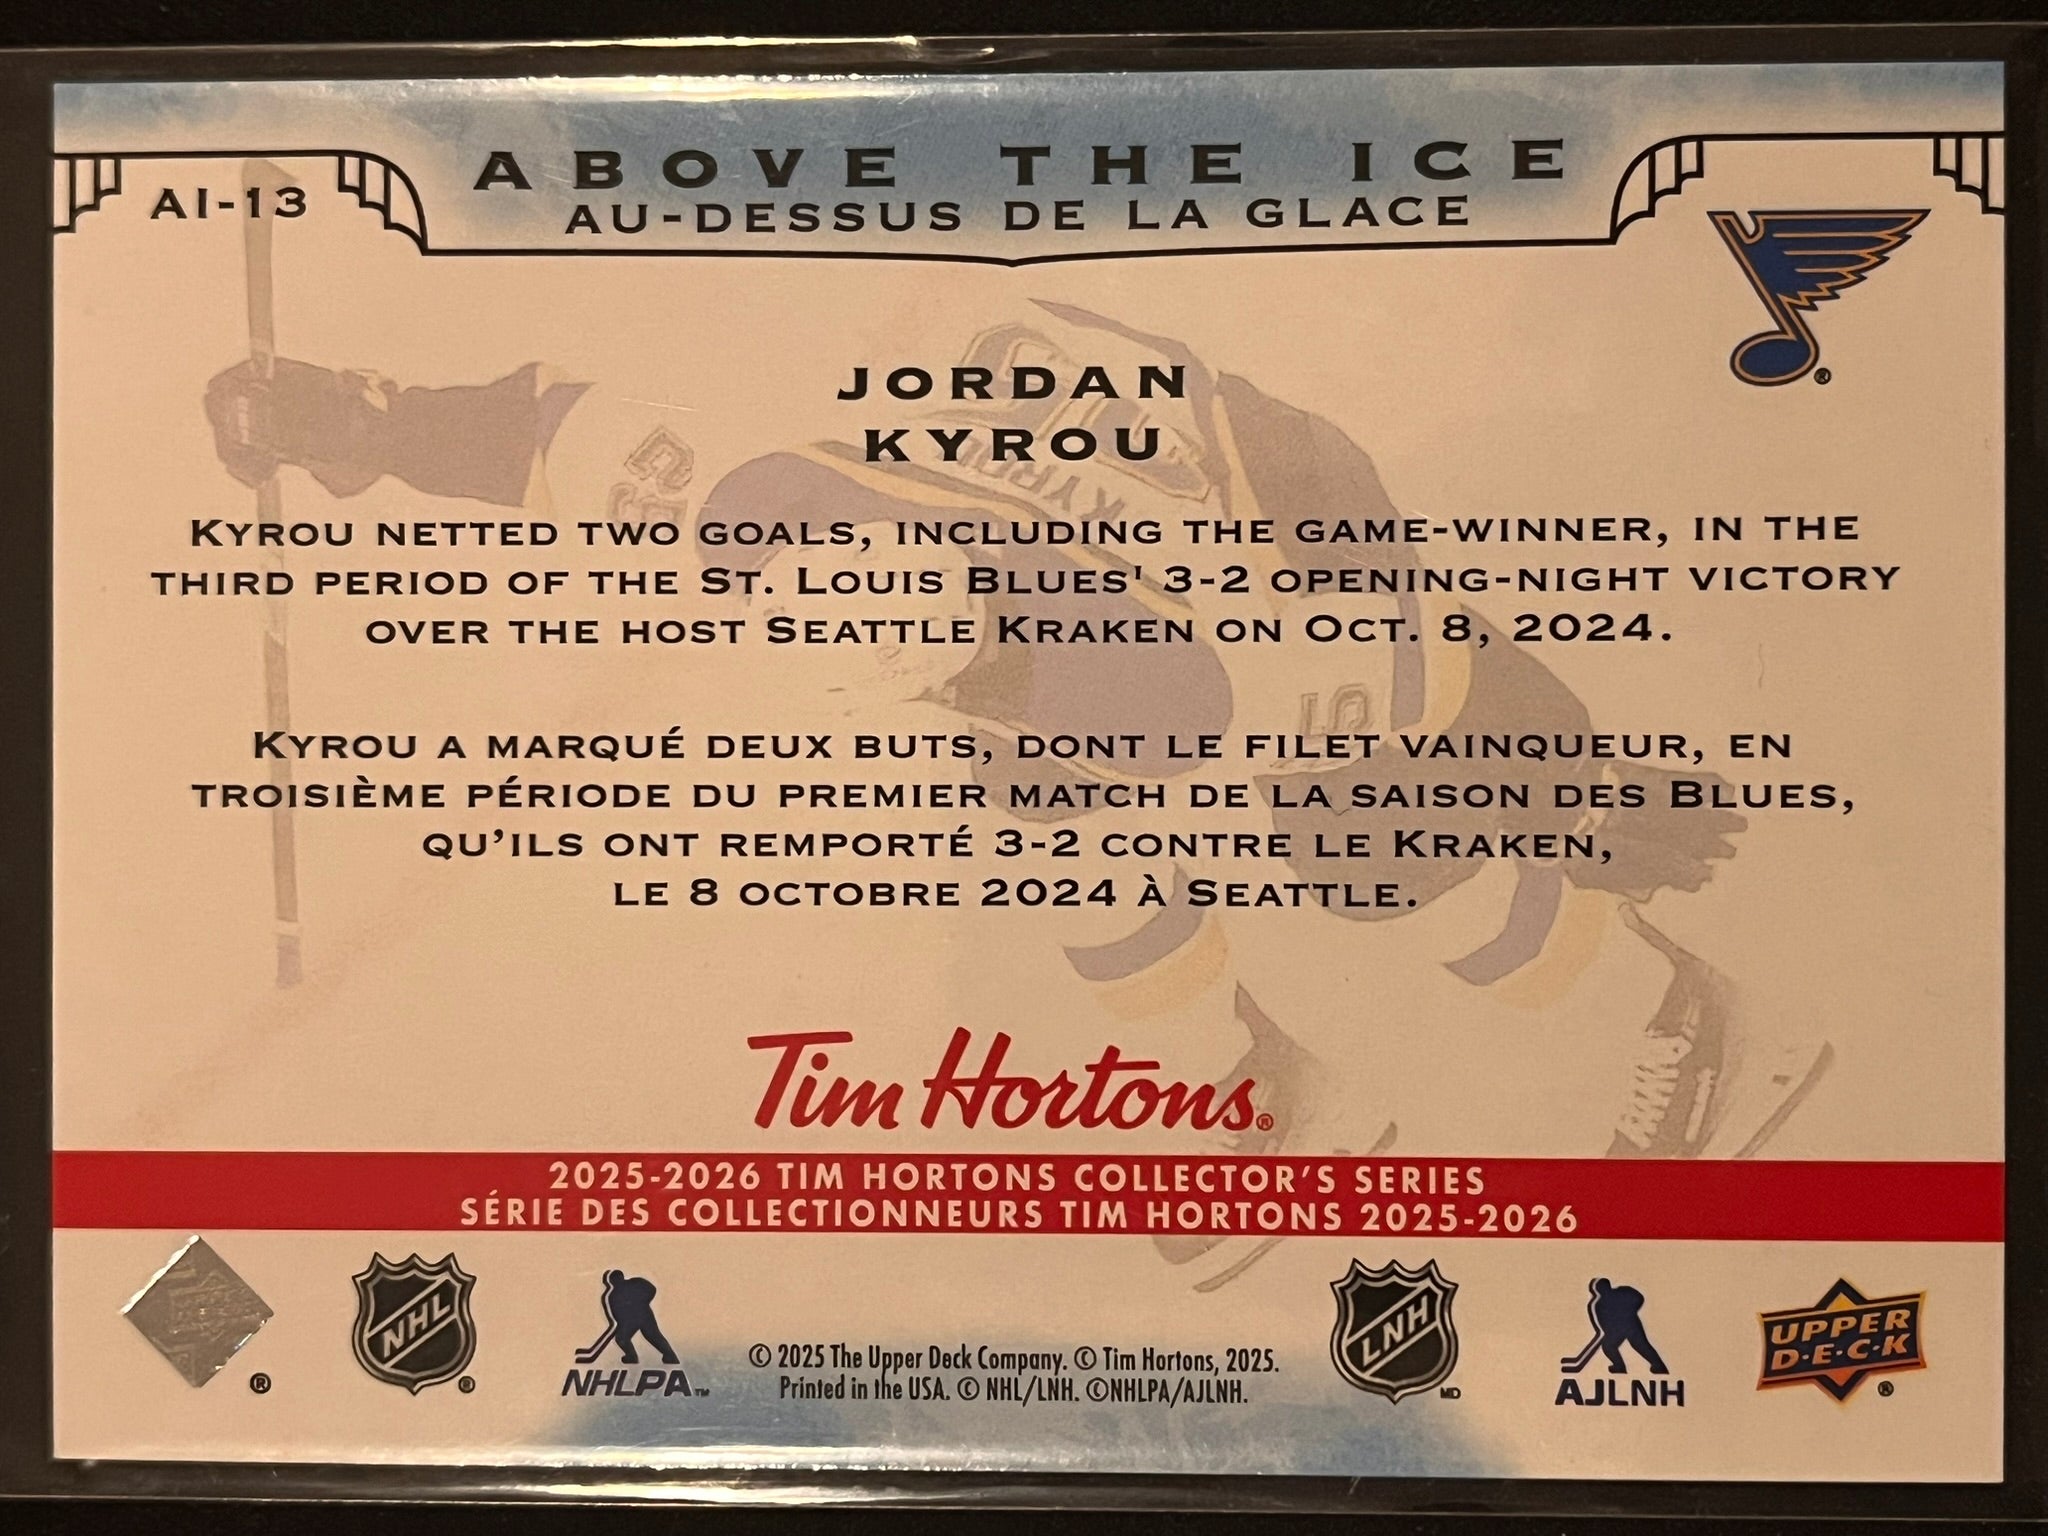 AI-13
ABOVE THE ICE
AU-DESSUS DE LA GLACE
JORDAN
KYROU
KYROU NETTED TWO GOALS, INCLUDING THE GAME-WINNER, IN THE
THIRD PERIOD OF THE ST. LOUIS BLUES' 3-2 OPENING-NIGHT VICTORY
OVER THE HOST SEATTLE KRAKEN ON OCT. 8, 2024.
KYROU A MARQUÉ DEUX BUTS, DONT LE FILET VAINQUEUR, EN
TROISIÈME PÉRIODE DU PREMIER MATCH DE LA SAISON DES BLUES,
QU'ILS ONT REMPORTÉ 3-2 CONTRE LE KRAKEN,
LE 8 OCTOBRE 2024 À SEATTLE.
Tim Hortons®
2025-2026 TIM HORTONS COLLECTOR'S SERIES
SÉRIE DES COLLECTIONNEURS TIM HORTONS 2025-2026
NHL
NHLPA™
© 2025 The Upper Deck Company. © Tim Hortons, 2025.
Printed in the USA. © NHL/LNH. ©NHLPA/AJLNH.
LNH MD
AJLNH
UPPER
D·E·C·K